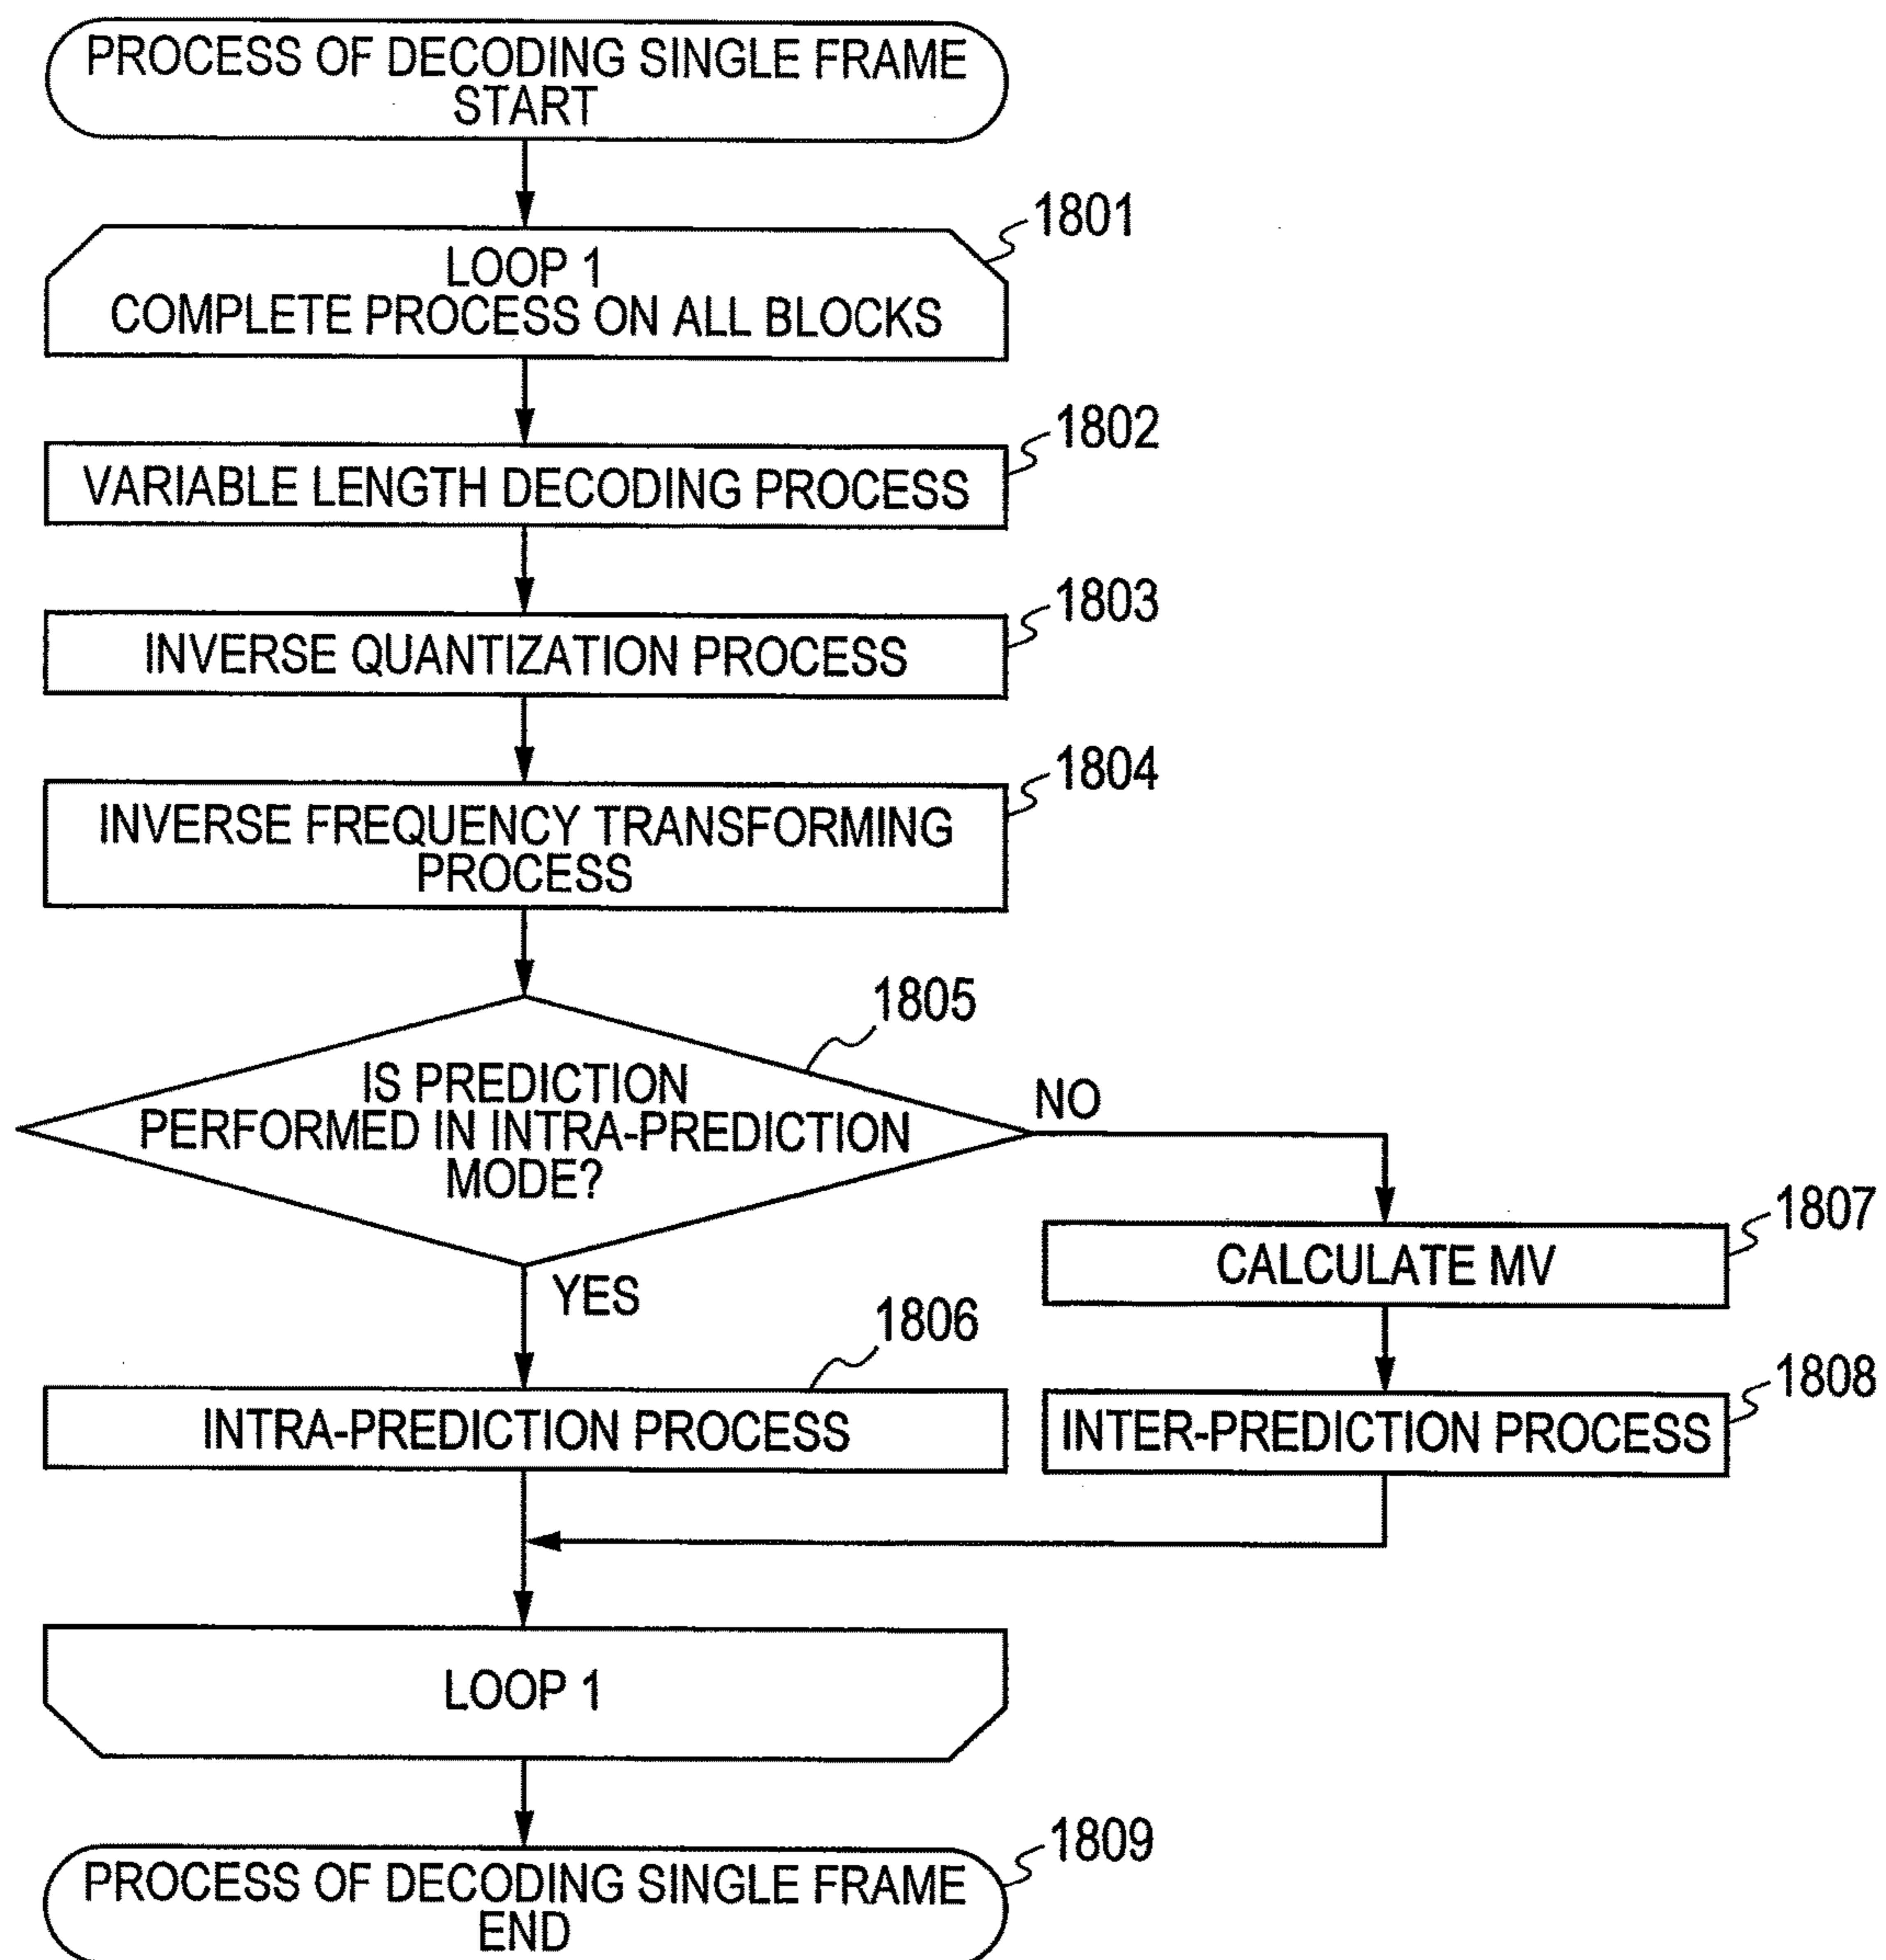 PROCESS OF DECODING SINGLE FRAME
START
1801
LOOP 1
COMPLETE PROCESS ON ALL BLOCKS
1802
VARIABLE LENGTH DECODING PROCESS
1803
INVERSE QUANTIZATION PROCESS
1804
INVERSE FREQUENCY TRANSFORMING
PROCESS
1805
IS PREDICTION
PERFORMED IN INTRA-PREDICTION
MODE?
NO
YES
1807
CALCULATE MV
1806
INTRA-PREDICTION PROCESS
1808
INTER-PREDICTION PROCESS
LOOP 1
1809
PROCESS OF DECODING SINGLE FRAME
END